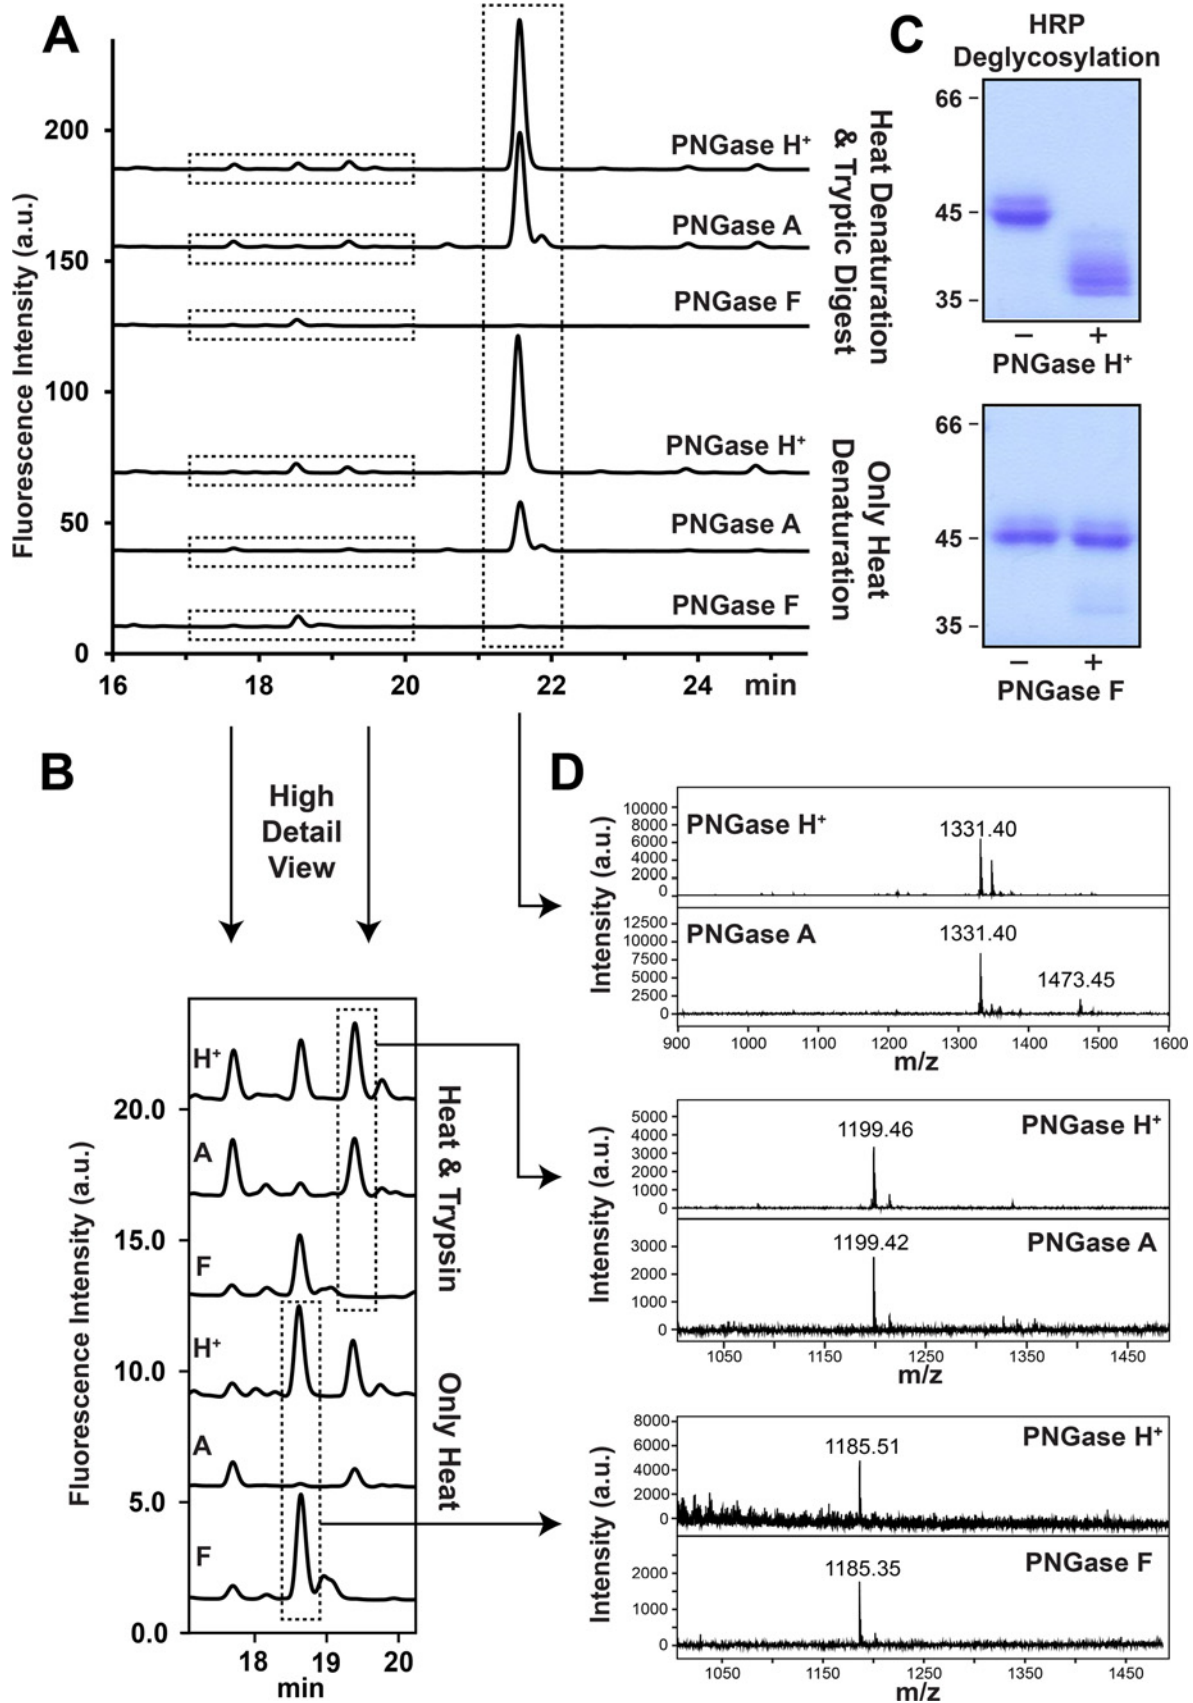 A
Fluorescence Intensity (a.u.)
200
150
100
50
0
16
18
20
22
24
min
PNGase H+
PNGase A
PNGase F
PNGase H+
PNGase A
PNGase F
Heat Denaturation
& Tryptic Digest
Only Heat
Denaturation
C
HRP
Deglycosylation
66
45
35
− +
PNGase H+
66
45
35
− +
PNGase F
B
High
Detail
View
Fluorescence Intensity (a.u.)
20.0
15.0
10.0
5.0
0.0
H+
A
F
H+
A
F
Heat & Trypsin
Only Heat
18 19 20
min
D
Intensity (a.u.)
10000
8000
6000
4000
2000
0
PNGase H+
1331.40
12500
10000
7500
5000
2500
0
PNGase A
1331.40
1473.45
900 1000 1100 1200 1300 1400 1500 1600
m/z
Intensity (a.u.)
5000
4000
3000
2000
1000
0
1199.46
PNGase H+
3000
2000
1000
0
1199.42
PNGase A
1050 1150 1250 1350 1450
m/z
Intensity (a.u.)
8000
6000
4000
2000
0
1185.51
PNGase H+
2000
1000
0
1185.35
PNGase F
1050 1150 1250 1350 1450
m/z